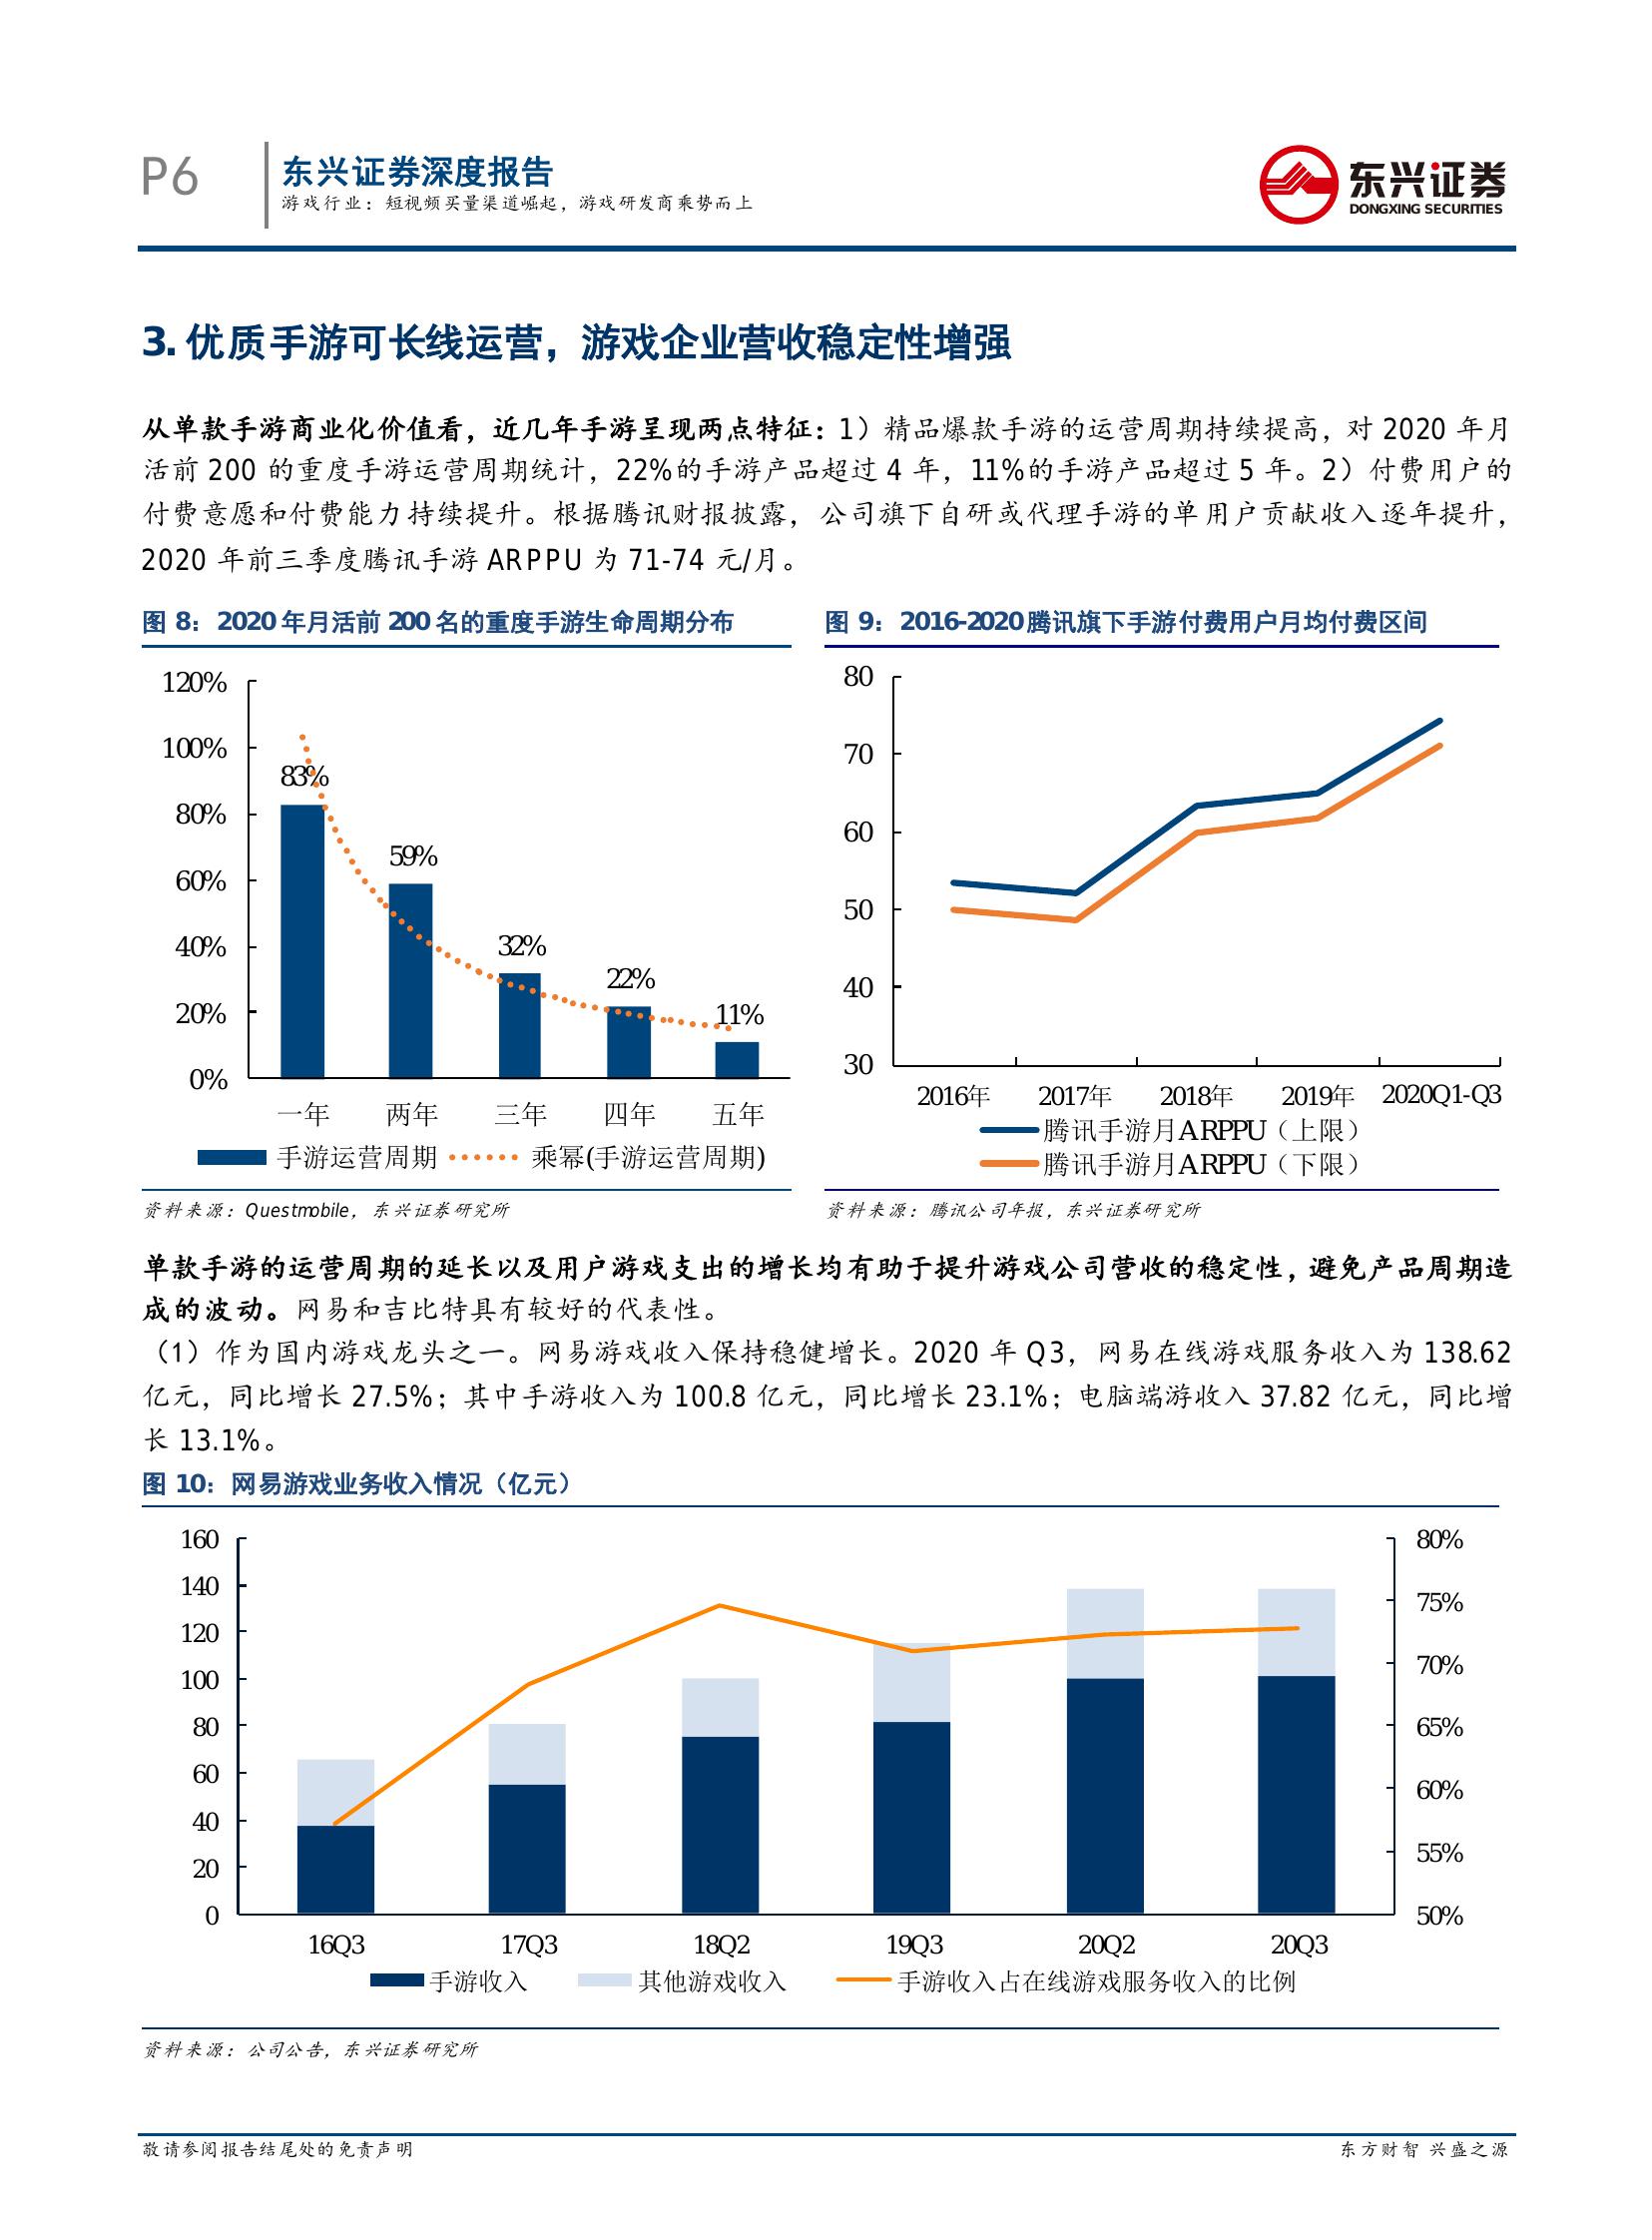 P6
东兴证券深度报告
游戏行业：短视频买量渠道崛起，游戏研发商乘势而上
东兴证券
DONGXING SECURITIES
3. 优质手游可长线运营，游戏企业营收稳定性增强
从单款手游商业化价值看，近几年手游呈现两点特征：1）精品爆款手游的运营周期持续提高，对 2020 年月
活前 200 的重度手游运营周期统计，22%的手游产品超过 4 年，11%的手游产品超过 5 年。2）付费用户的
付费意愿和付费能力持续提升。根据腾讯财报披露，公司旗下自研或代理手游的单用户贡献收入逐年提升，
2020 年前三季度腾讯手游 ARPPU 为 71-74 元/月。
图 8：2020 年月活前 200 名的重度手游生命周期分布
120%
100%
80%
60%
40%
20%
0%
83%
59%
32%
22%
11%
一年 两年 三年 四年 五年
手游运营周期 乘幂(手游运营周期)
资料来源：Questmobile，东兴证券研究所
图 9：2016-2020腾讯旗下手游付费用户月均付费区间
80
70
60
50
40
30
2016年 2017年 2018年 2019年 2020Q1-Q3
腾讯手游月ARPPU（上限）
腾讯手游月ARPPU（下限）
资料来源：腾讯公司年报，东兴证券研究所
单款手游的运营周期的延长以及用户游戏支出的增长均有助于提升游戏公司营收的稳定性，避免产品周期造
成的波动。网易和吉比特具有较好的代表性。
（1）作为国内游戏龙头之一。网易游戏收入保持稳健增长。2020 年 Q3，网易在线游戏服务收入为 138.62
亿元，同比增长 27.5%；其中手游收入为 100.8 亿元，同比增长 23.1%；电脑端游收入 37.82 亿元，同比增
长 13.1%。
图 10：网易游戏业务收入情况（亿元）
160
140
120
100
80
60
40
20
0
80%
75%
70%
65%
60%
55%
50%
16Q3 17Q3 18Q2 19Q3 20Q2 20Q3
手游收入 其他游戏收入 手游收入占在线游戏服务收入的比例
资料来源：公司公告，东兴证券研究所
敬请参阅报告结尾处的免责声明
东方财智 兴盛之源